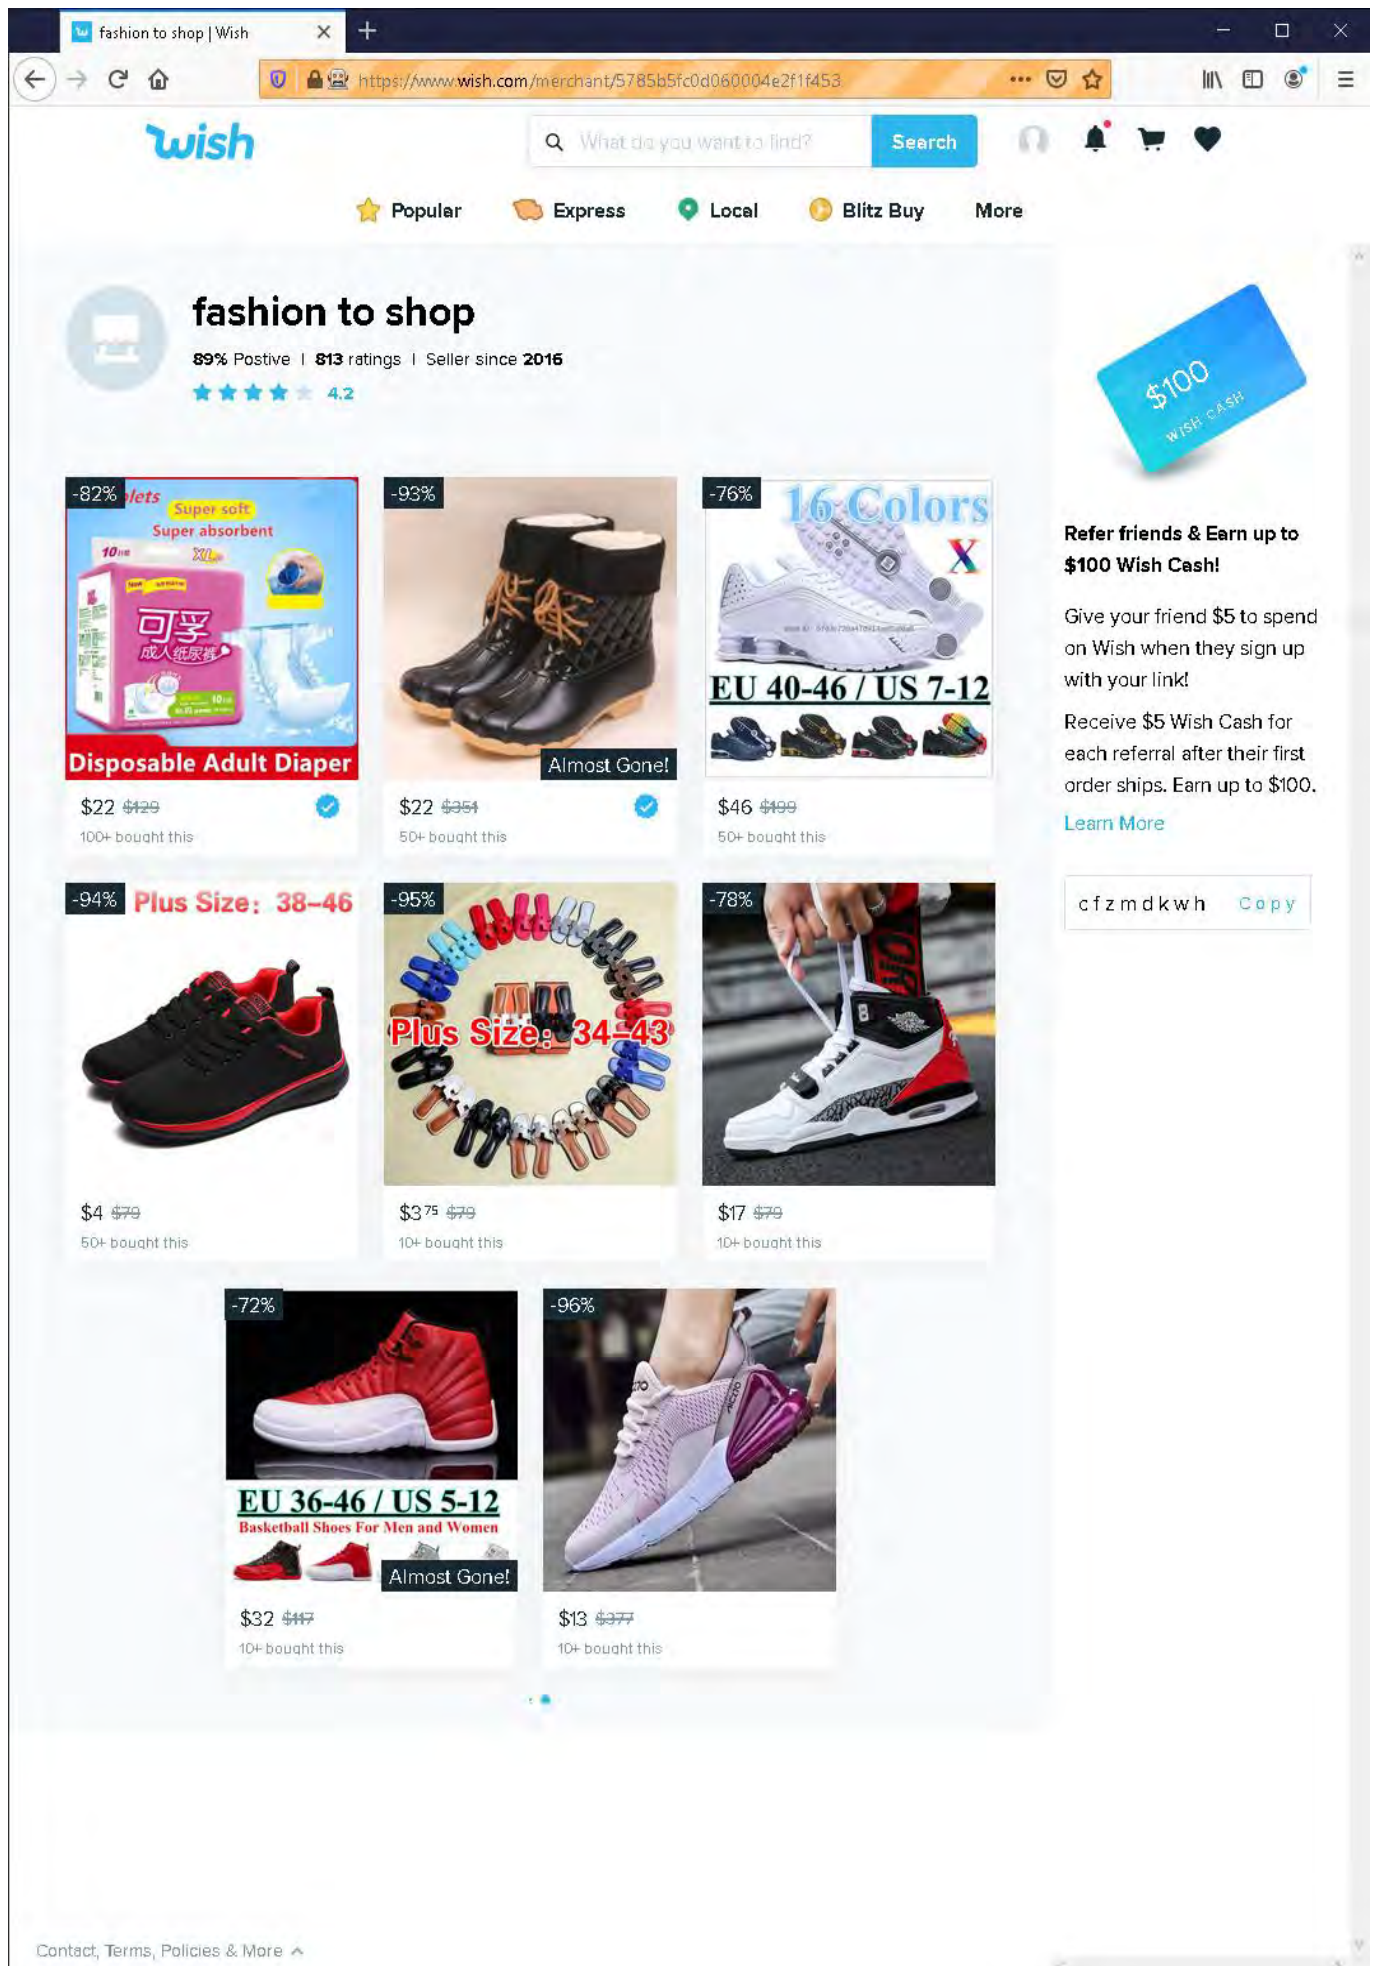 fashion to shop | Wish
https://www.wish.com/merchant/5785b5fc0d060004e2f1f453
wish
What do you want to find?
Search
Popular
Express
Local
Blitz Buy
More
fashion to shop
89% Postive | 813 ratings | Seller since 2016
4.2
$100
WISH CASH
Refer friends & Earn up to
$100 Wish Cash!
Give your friend $5 to spend
on Wish when they sign up
with your link!
Receive $5 Wish Cash for
each referral after their first
order ships. Earn up to $100.
Learn More
cfzmdkwh Copy
-82%
lets
Super soft
Super absorbent
10
XL
New
可孚
成人纸尿裤
10
Disposable Adult Diaper
$22 $129
100+ bought this
-93%
Almost Gone!
$22 $351
50+ bought this
-76%
16 Colors
X
EU 40-46 / US 7-12
$46 $199
50+ bought this
-94%
Plus Size: 38-46
$4 $79
50+ bought this
-95%
Plus Size: 34-43
$3 75 $79
10+ bought this
-78%
8
$17 $79
10+ bought this
-72%
EU 36-46 / US 5-12
Basketball Shoes For Men and Women
Almost Gone!
$32 $117
10+ bought this
-96%
$13 $377
10+ bought this
Contact, Terms, Policies & More